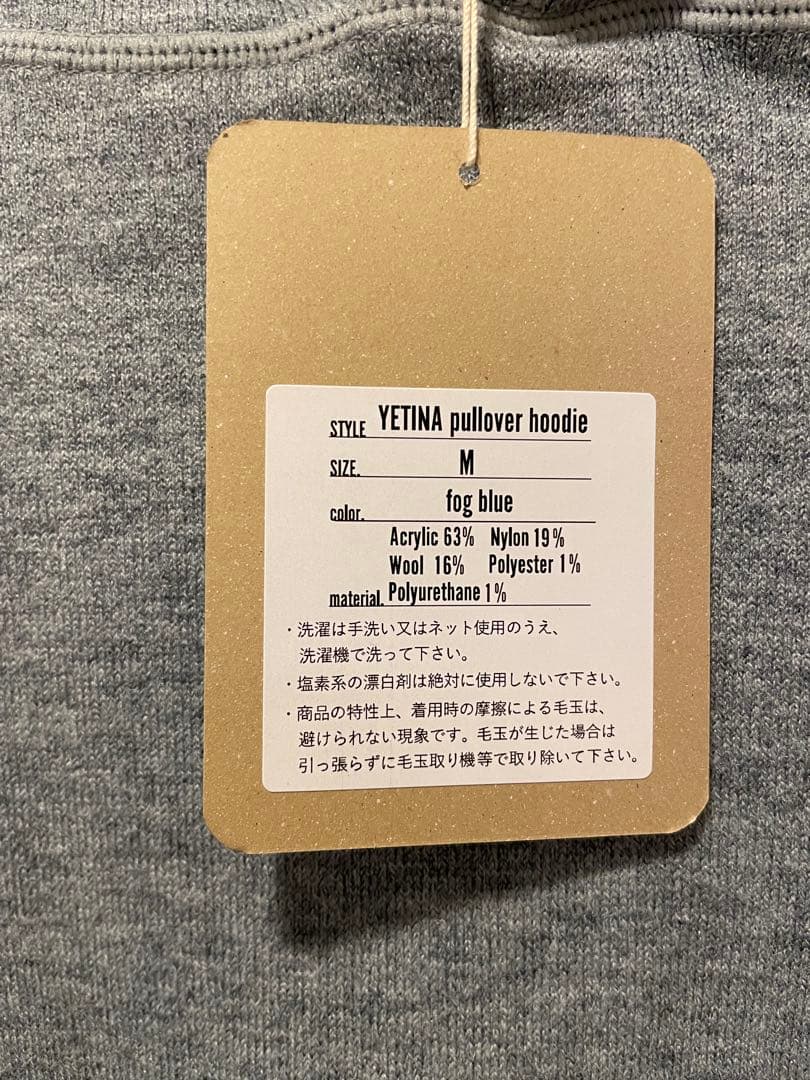 STYLE YETINA pullover hoodie
SIZE. M
color. fog blue
Acrylic 63% Nylon 19%
Wool 16% Polyester 1%
material. Polyurethane 1%
・洗濯は手洗い又はネット使用のうえ、
洗濯機で洗って下さい。
・塩素系の漂白剤は絶対に使用しないで下さい。
・商品の特性上、着用時の摩擦による毛玉は、
避けられない現象です。毛玉が生じた場合は
引っ張らずに毛玉取り機等で取り除いて下さい。